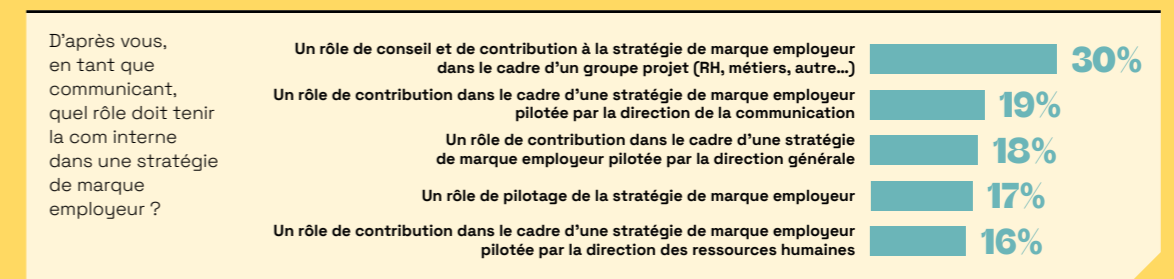 D'après vous,
en tant que
communicant,
quel rôle doit tenir
la com interne
dans une stratégie
de marque
employeur ?
Un rôle de conseil et de contribution à la stratégie de marque employeur
dans le cadre d'un groupe projet (RH, métiers, autre...)
30%
Un rôle de contribution dans le cadre d'une stratégie de marque employeur
pilotée par la direction de la communication
19%
Un rôle de contribution dans le cadre d'une stratégie
de marque employeur pilotée par la direction générale
18%
Un rôle de pilotage de la stratégie de marque employeur
17%
Un rôle de contribution dans le cadre d'une stratégie de marque employeur
pilotée par la direction des ressources humaines
16%